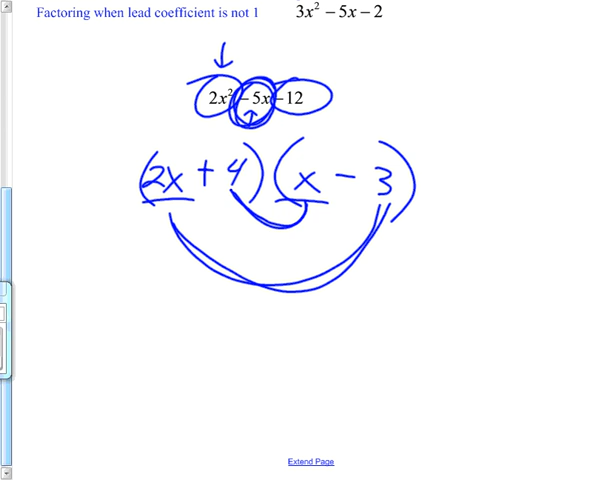 Factoring when lead coefficient is not 1 3x² − 5x − 2
2x² − 5x − 12
(2x + 4)(x − 3)
Extend Page